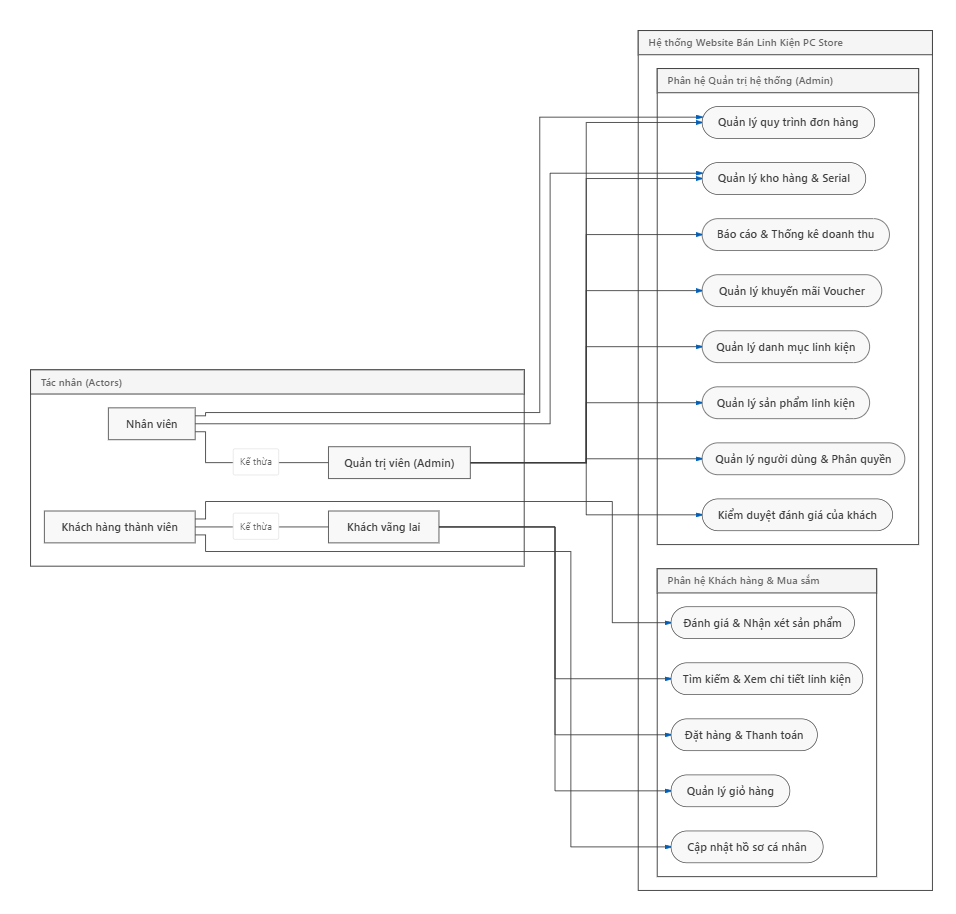 Hệ thống Website Bán Linh Kiện PC Store
Phân hệ Quản trị hệ thống (Admin)
Quản lý quy trình đơn hàng
Quản lý kho hàng & Serial
Báo cáo & Thống kê doanh thu
Quản lý khuyến mãi Voucher
Quản lý danh mục linh kiện
Quản lý sản phẩm linh kiện
Quản lý người dùng & Phân quyền
Kiểm duyệt đánh giá của khách
Tác nhân (Actors)
Nhân viên
Kế thừa
Quản trị viên (Admin)
Khách hàng thành viên
Kế thừa
Khách vãng lai
Phân hệ Khách hàng & Mua sắm
Đánh giá & Nhận xét sản phẩm
Tìm kiếm & Xem chi tiết linh kiện
Đặt hàng & Thanh toán
Quản lý giỏ hàng
Cập nhật hồ sơ cá nhân